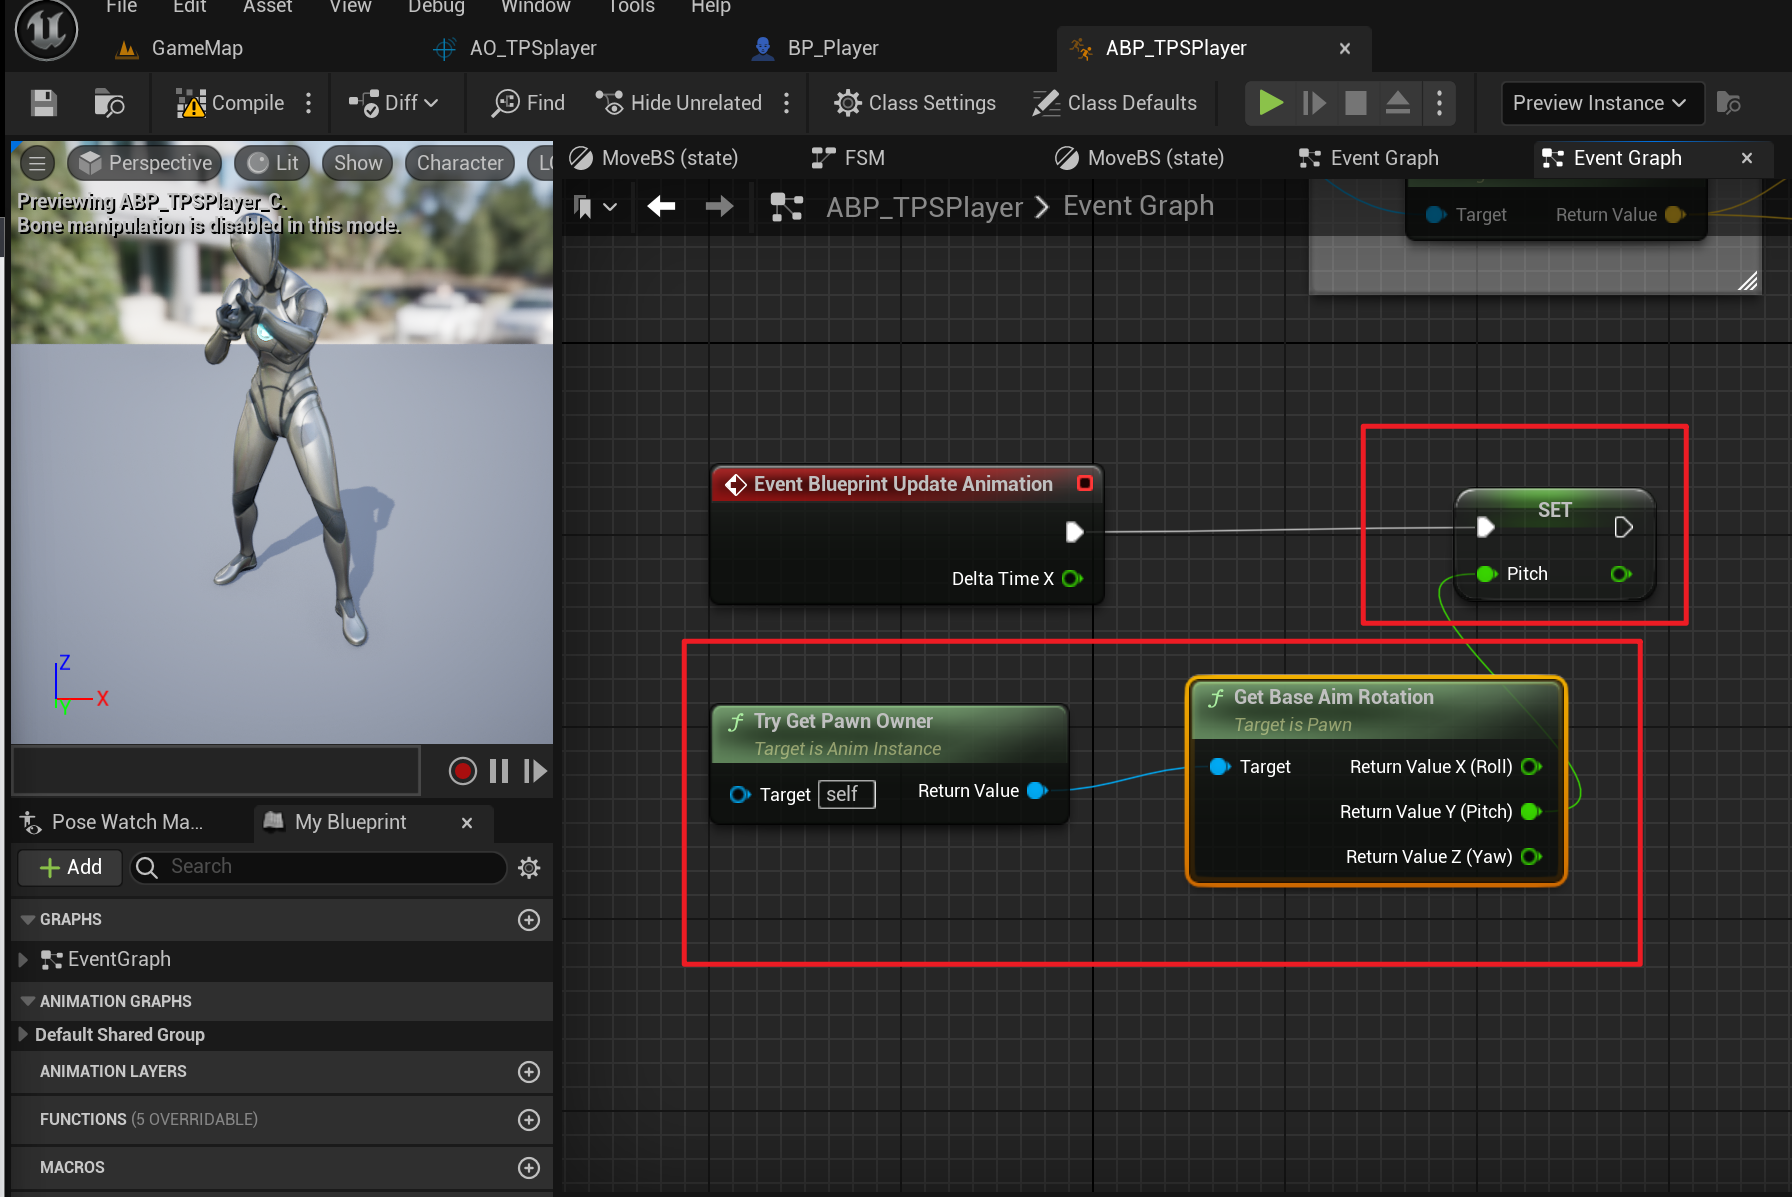 File Edit Asset View Debug Window Tools Help
GameMap AO_TPSplayer BP_Player ABP_TPSPlayer
Compile Diff Find Hide Unrelated Class Settings Class Defaults Preview Instance
Perspective Lit Show Character LO
MoveBS (state) FSM MoveBS (state) Event Graph Event Graph
Previewing ABP_TPSPlayer_C.
Bone manipulation is disabled in this mode.
ABP_TPSPlayer > Event Graph
Target Return Value
Event Blueprint Update Animation
Delta Time X
SET
Pitch
Try Get Pawn Owner
Target is Anim Instance
Target self Return Value
Get Base Aim Rotation
Target is Pawn
Target Return Value X (Roll)
Return Value Y (Pitch)
Return Value Z (Yaw)
Z
X
Y
Pose Watch Ma... My Blueprint
Add Search
GRAPHS
EventGraph
ANIMATION GRAPHS
Default Shared Group
ANIMATION LAYERS
FUNCTIONS (5 OVERRIDABLE)
MACROS